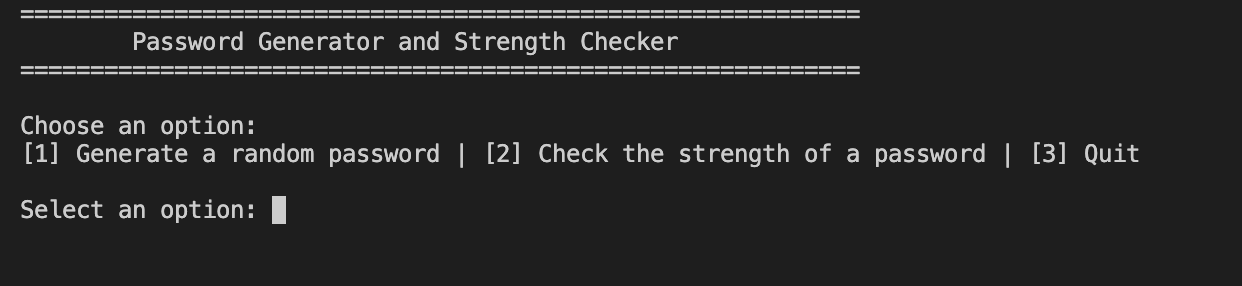 ============================================================
Password Generator and Strength Checker
============================================================
Choose an option:
[1] Generate a random password | [2] Check the strength of a password | [3] Quit
Select an option: